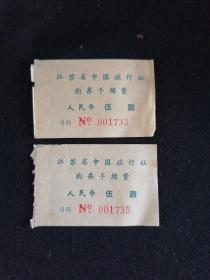 江苏省中国旅行社
购票手续费
人民币 伍 圆
号码 № 001733
江苏省中国旅行社
购票手续费
人民币 伍 圆
号码 № 001735